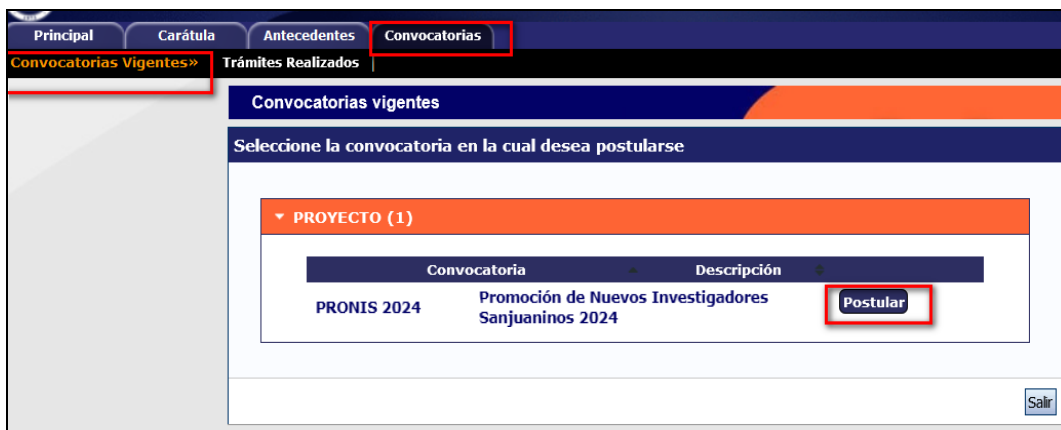 Principal Carátula Antecedentes Convocatorias
Convocatorias Vigentes» Trámites Realizados
Convocatorias vigentes
Seleccione la convocatoria en la cual desea postularse
PROYECTO (1)
Convocatoria Descripción
PRONIS 2024 Promoción de Nuevos Investigadores Postular
Sanjuaninos 2024
Salir